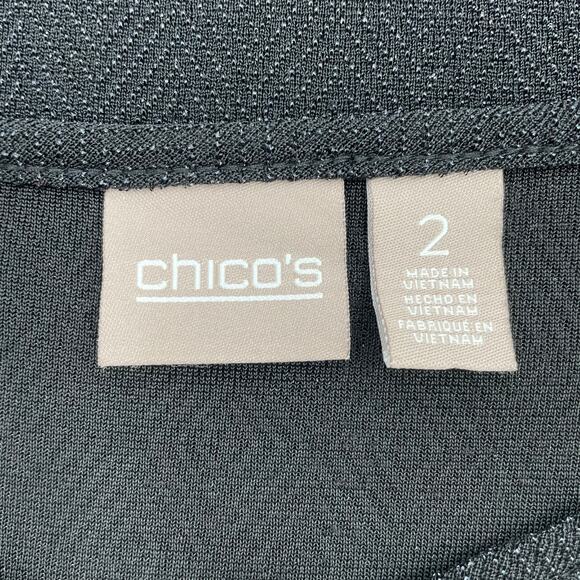 chico's
2
MADE IN
VIETNAM
HECHO EN
VIETNAM
FABRIQUÉ EN
VIETNAM